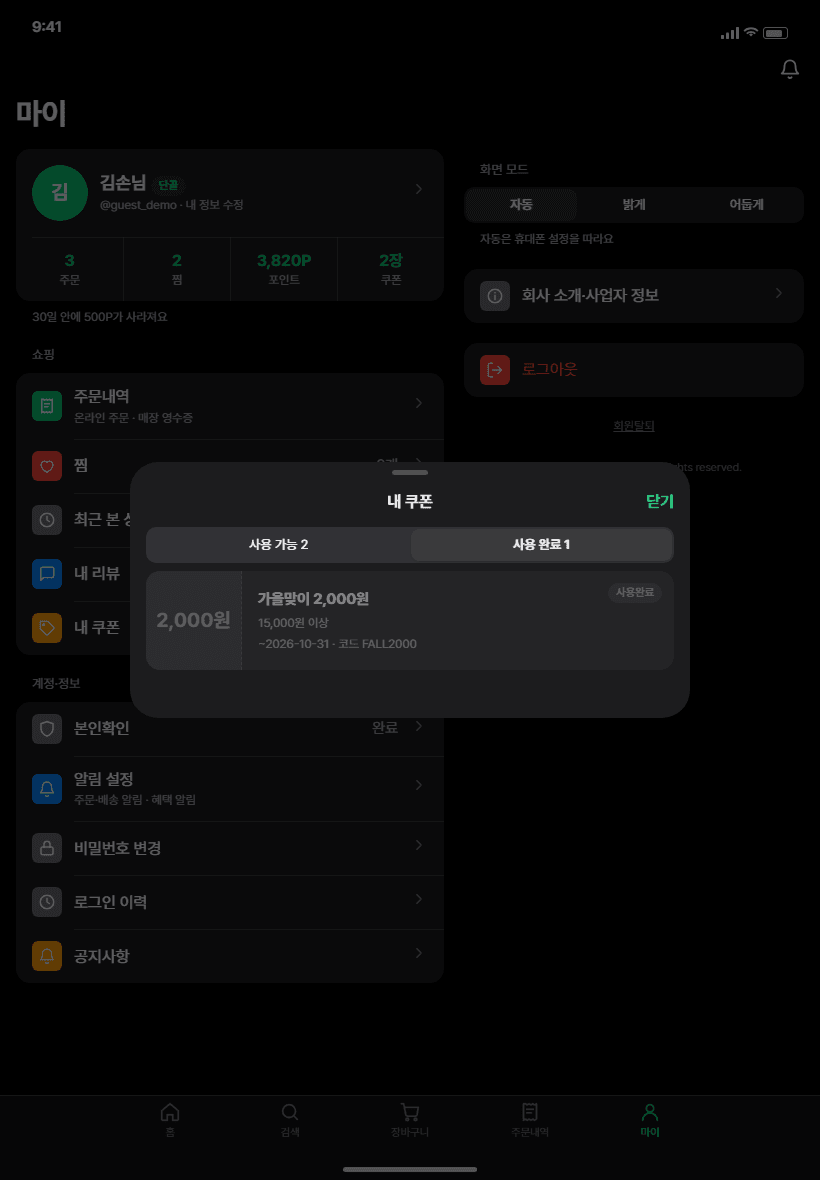 9:41
마이
김
김손님 단골
@guest_demo · 내 정보 수정
3
주문
2
찜
3,820P
포인트
2장
쿠폰
30일 안에 500P가 사라져요
쇼핑
주문내역
온라인 주문 · 매장 영수증
찜
최근 본
내 리뷰
내 쿠폰
계정·정보
본인확인 완료
알림 설정
주문·배송 알림 · 혜택 알림
비밀번호 변경
로그인 이력
공지사항
화면 모드
자동 밝게 어둡게
자동은 휴대폰 설정을 따라요
회사 소개·사업자 정보
로그아웃
회원탈퇴
reserved.
내 쿠폰 닫기
사용 가능 2 사용 완료 1
2,000원
가을맞이 2,000원 사용완료
15,000원 이상
~2026-10-31 · 코드 FALL2000
홈 검색 장바구니 주문내역 마이